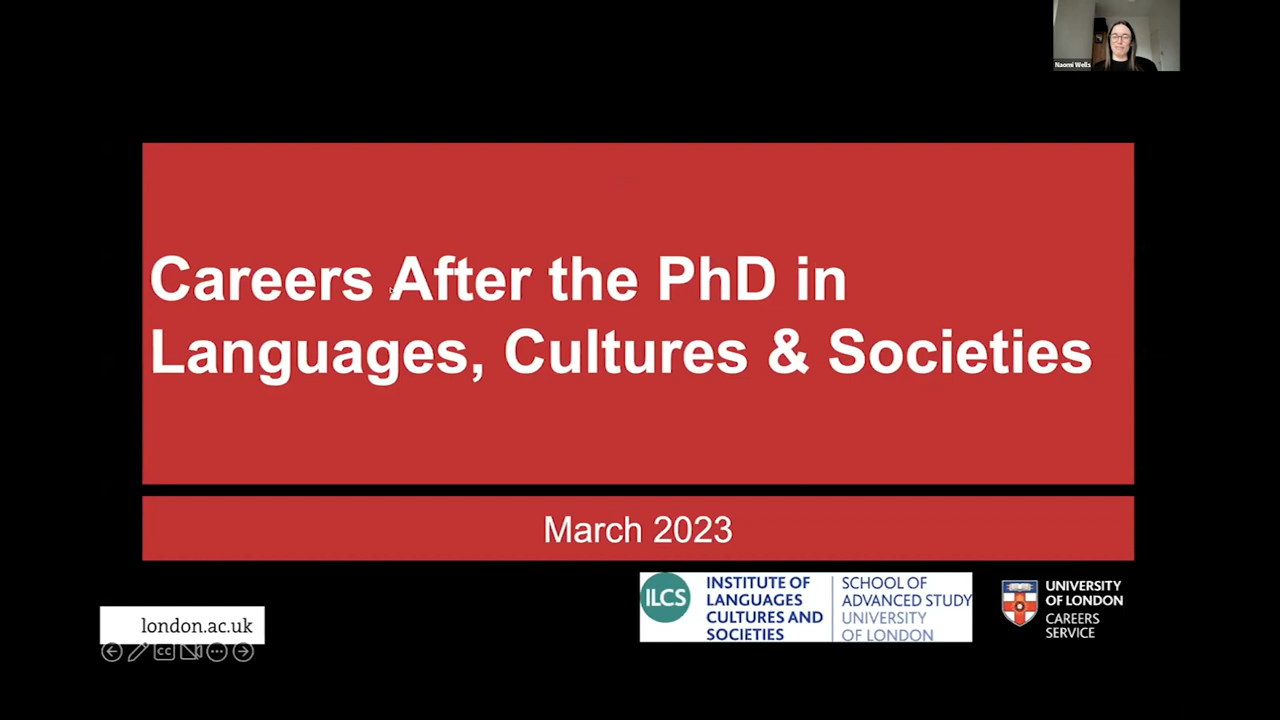 Naomi Wells
Careers After the PhD in
Languages, Cultures & Societies
March 2023
london.ac.uk
CC
ILCS
INSTITUTE OF
LANGUAGES
CULTURES AND
SOCIETIES
SCHOOL OF
ADVANCED STUDY
UNIVERSITY
OF LONDON
UNIVERSITY
OF LONDON
CAREERS
SERVICE